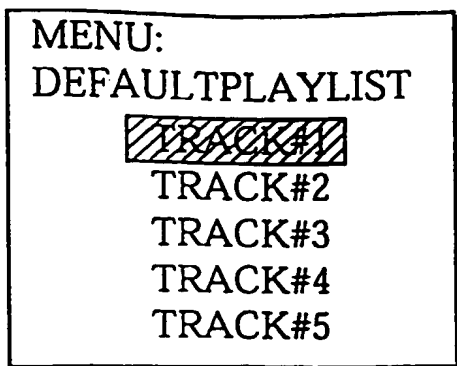 MENU:
DEFAULTPLAYLIST
TRACK#1
TRACK#2
TRACK#3
TRACK#4
TRACK#5